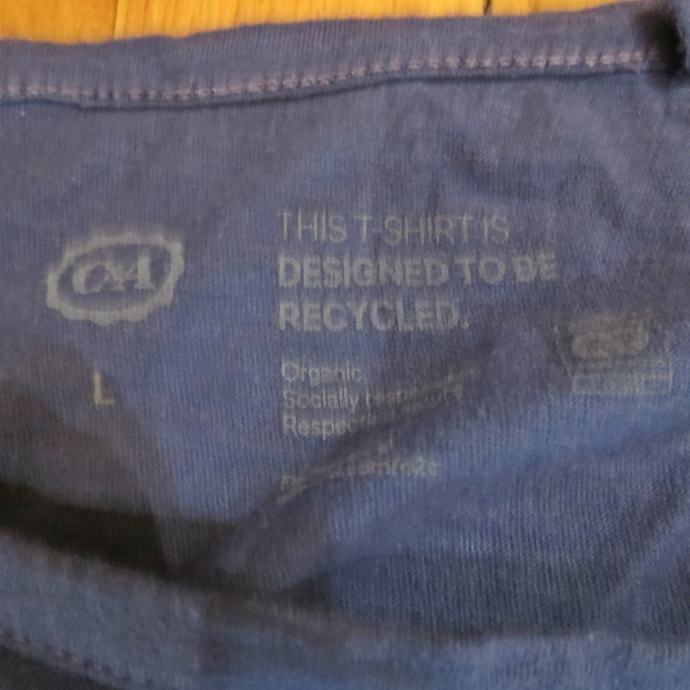 C&A
L
THIS T-SHIRT IS
DESIGNED TO BE
RECYCLED.
Organic
Socially